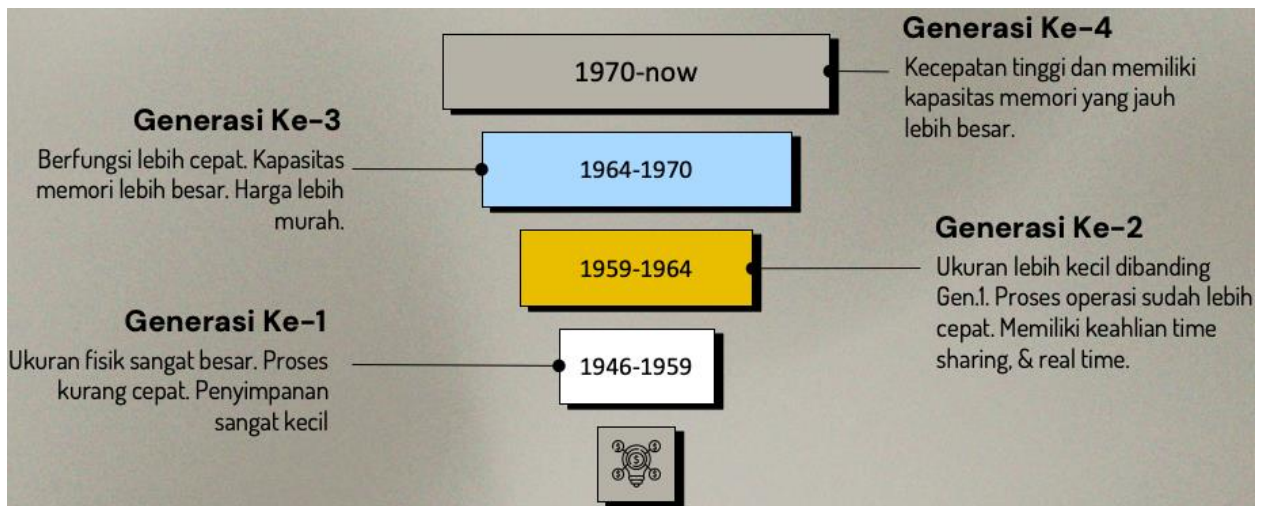 Generasi Ke-4
Kecepatan tinggi dan memiliki
kapasitas memori yang jauh
lebih besar.
1970-now
Generasi Ke-3
Berfungsi lebih cepat. Kapasitas
memori lebih besar. Harga lebih
murah.
1964-1970
Generasi Ke-2
Ukuran lebih kecil dibanding
Gen.1. Proses operasi sudah lebih
cepat. Memiliki keahlian time
sharing, & real time.
1959-1964
Generasi Ke-1
Ukuran fisik sangat besar. Proses
kurang cepat. Penyimpanan
sangat kecil
1946-1959